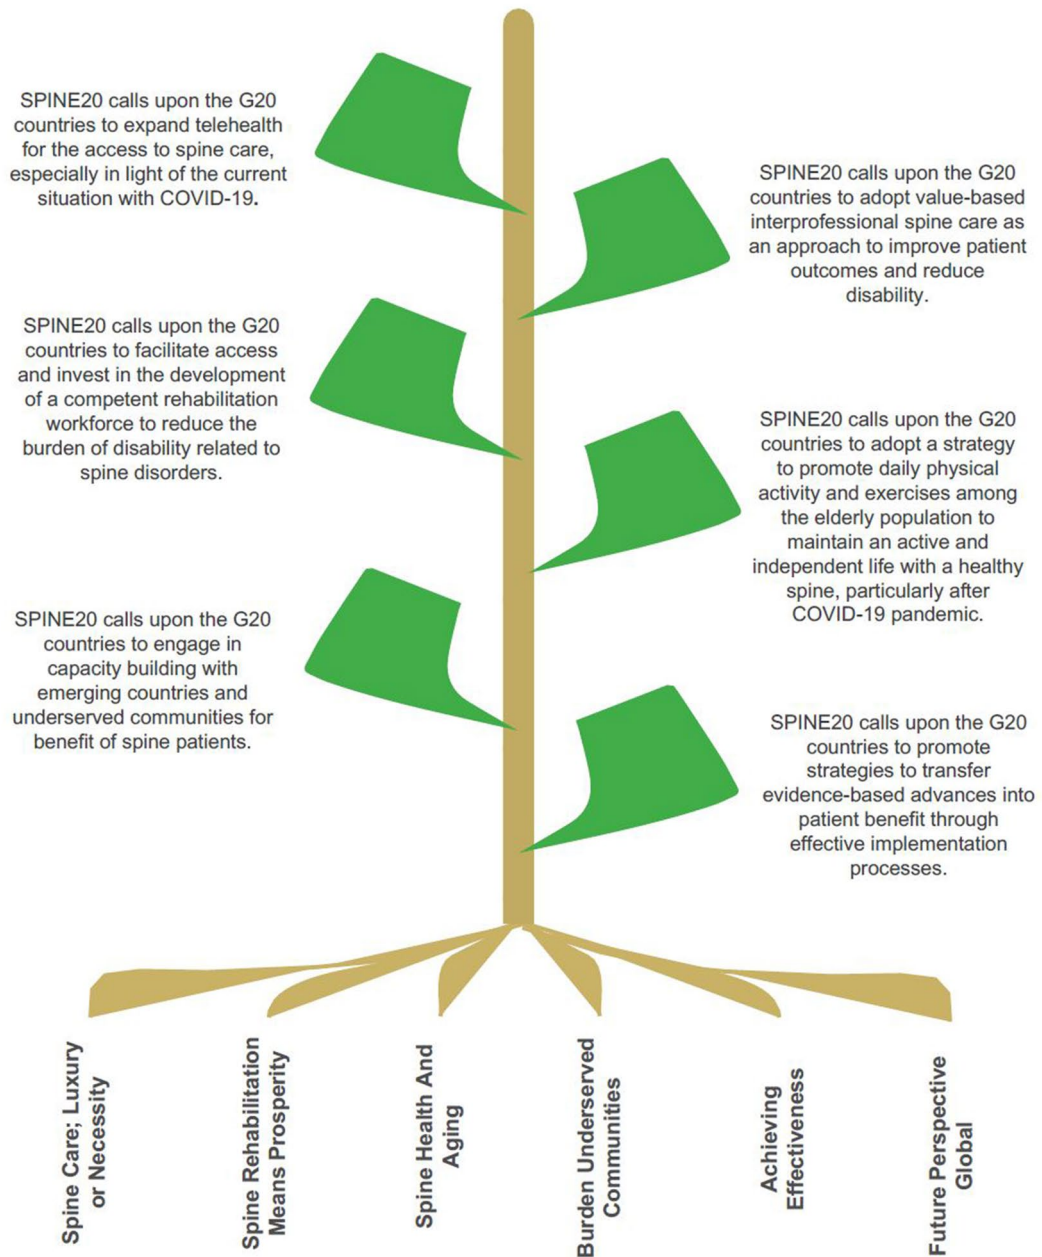 SPINE20 calls upon the G20
countries to expand telehealth
for the access to spine care,
especially in light of the current
situation with COVID-19.
SPINE20 calls upon the G20
countries to adopt value-based
interprofessional spine care as
an approach to improve patient
outcomes and reduce
disability.
SPINE20 calls upon the G20
countries to facilitate access
and invest in the development
of a competent rehabilitation
workforce to reduce the
burden of disability related to
spine disorders.
SPINE20 calls upon the G20
countries to adopt a strategy
to promote daily physical
activity and exercises among
the elderly population to
maintain an active and
independent life with a healthy
spine, particularly after
COVID-19 pandemic.
SPINE20 calls upon the G20
countries to engage in
capacity building with
emerging countries and
underserved communities for
benefit of spine patients.
SPINE20 calls upon the G20
countries to promote
strategies to transfer
evidence-based advances into
patient benefit through
effective implementation
processes.
Spine Care; Luxury
or Necessity
Spine Rehabilitation
Means Prosperity
Spine Health And
Aging
Burden Underserved
Communities
Achieving
Effectiveness
Future Perspective
Global